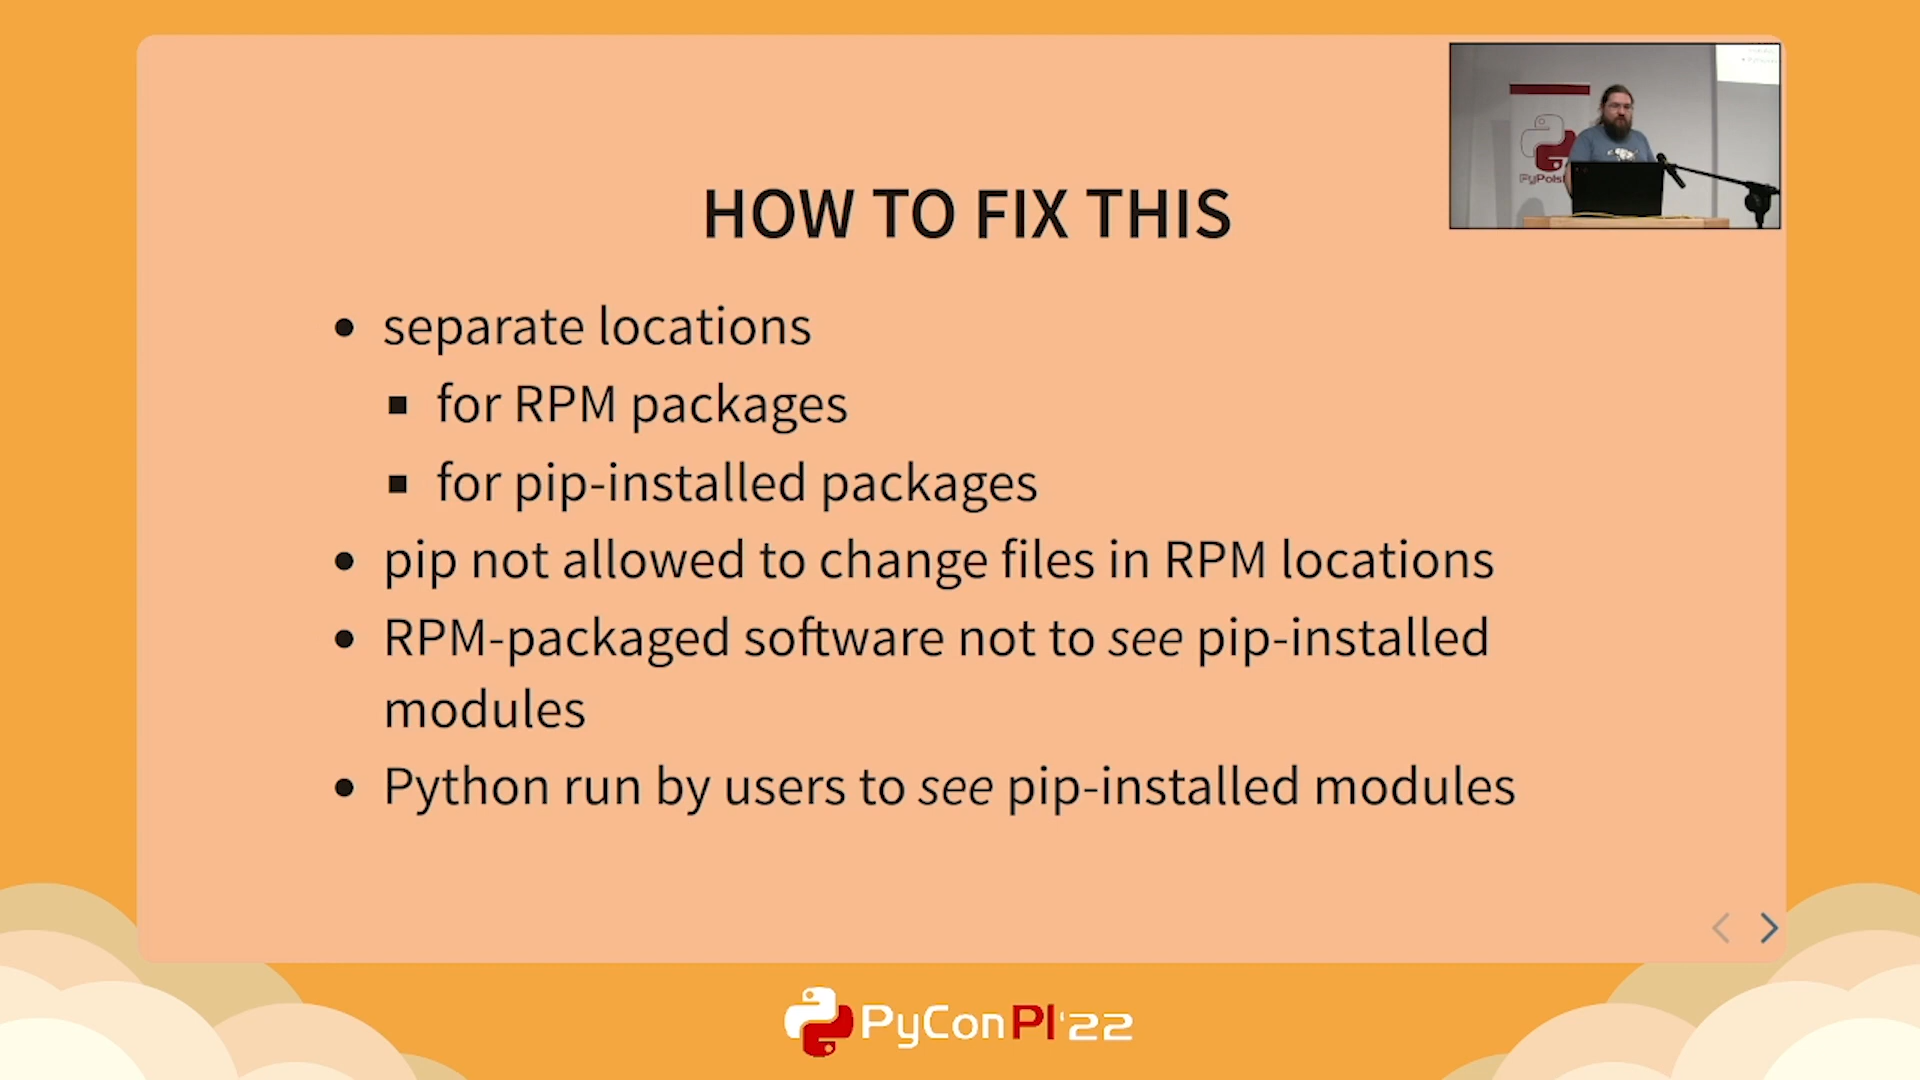 HOW TO FIX THIS
• separate locations
▪ for RPM packages
▪ for pip-installed packages
• pip not allowed to change files in RPM locations
• RPM-packaged software not to see pip-installed
modules
• Python run by users to see pip-installed modules
PyCon Pl '22